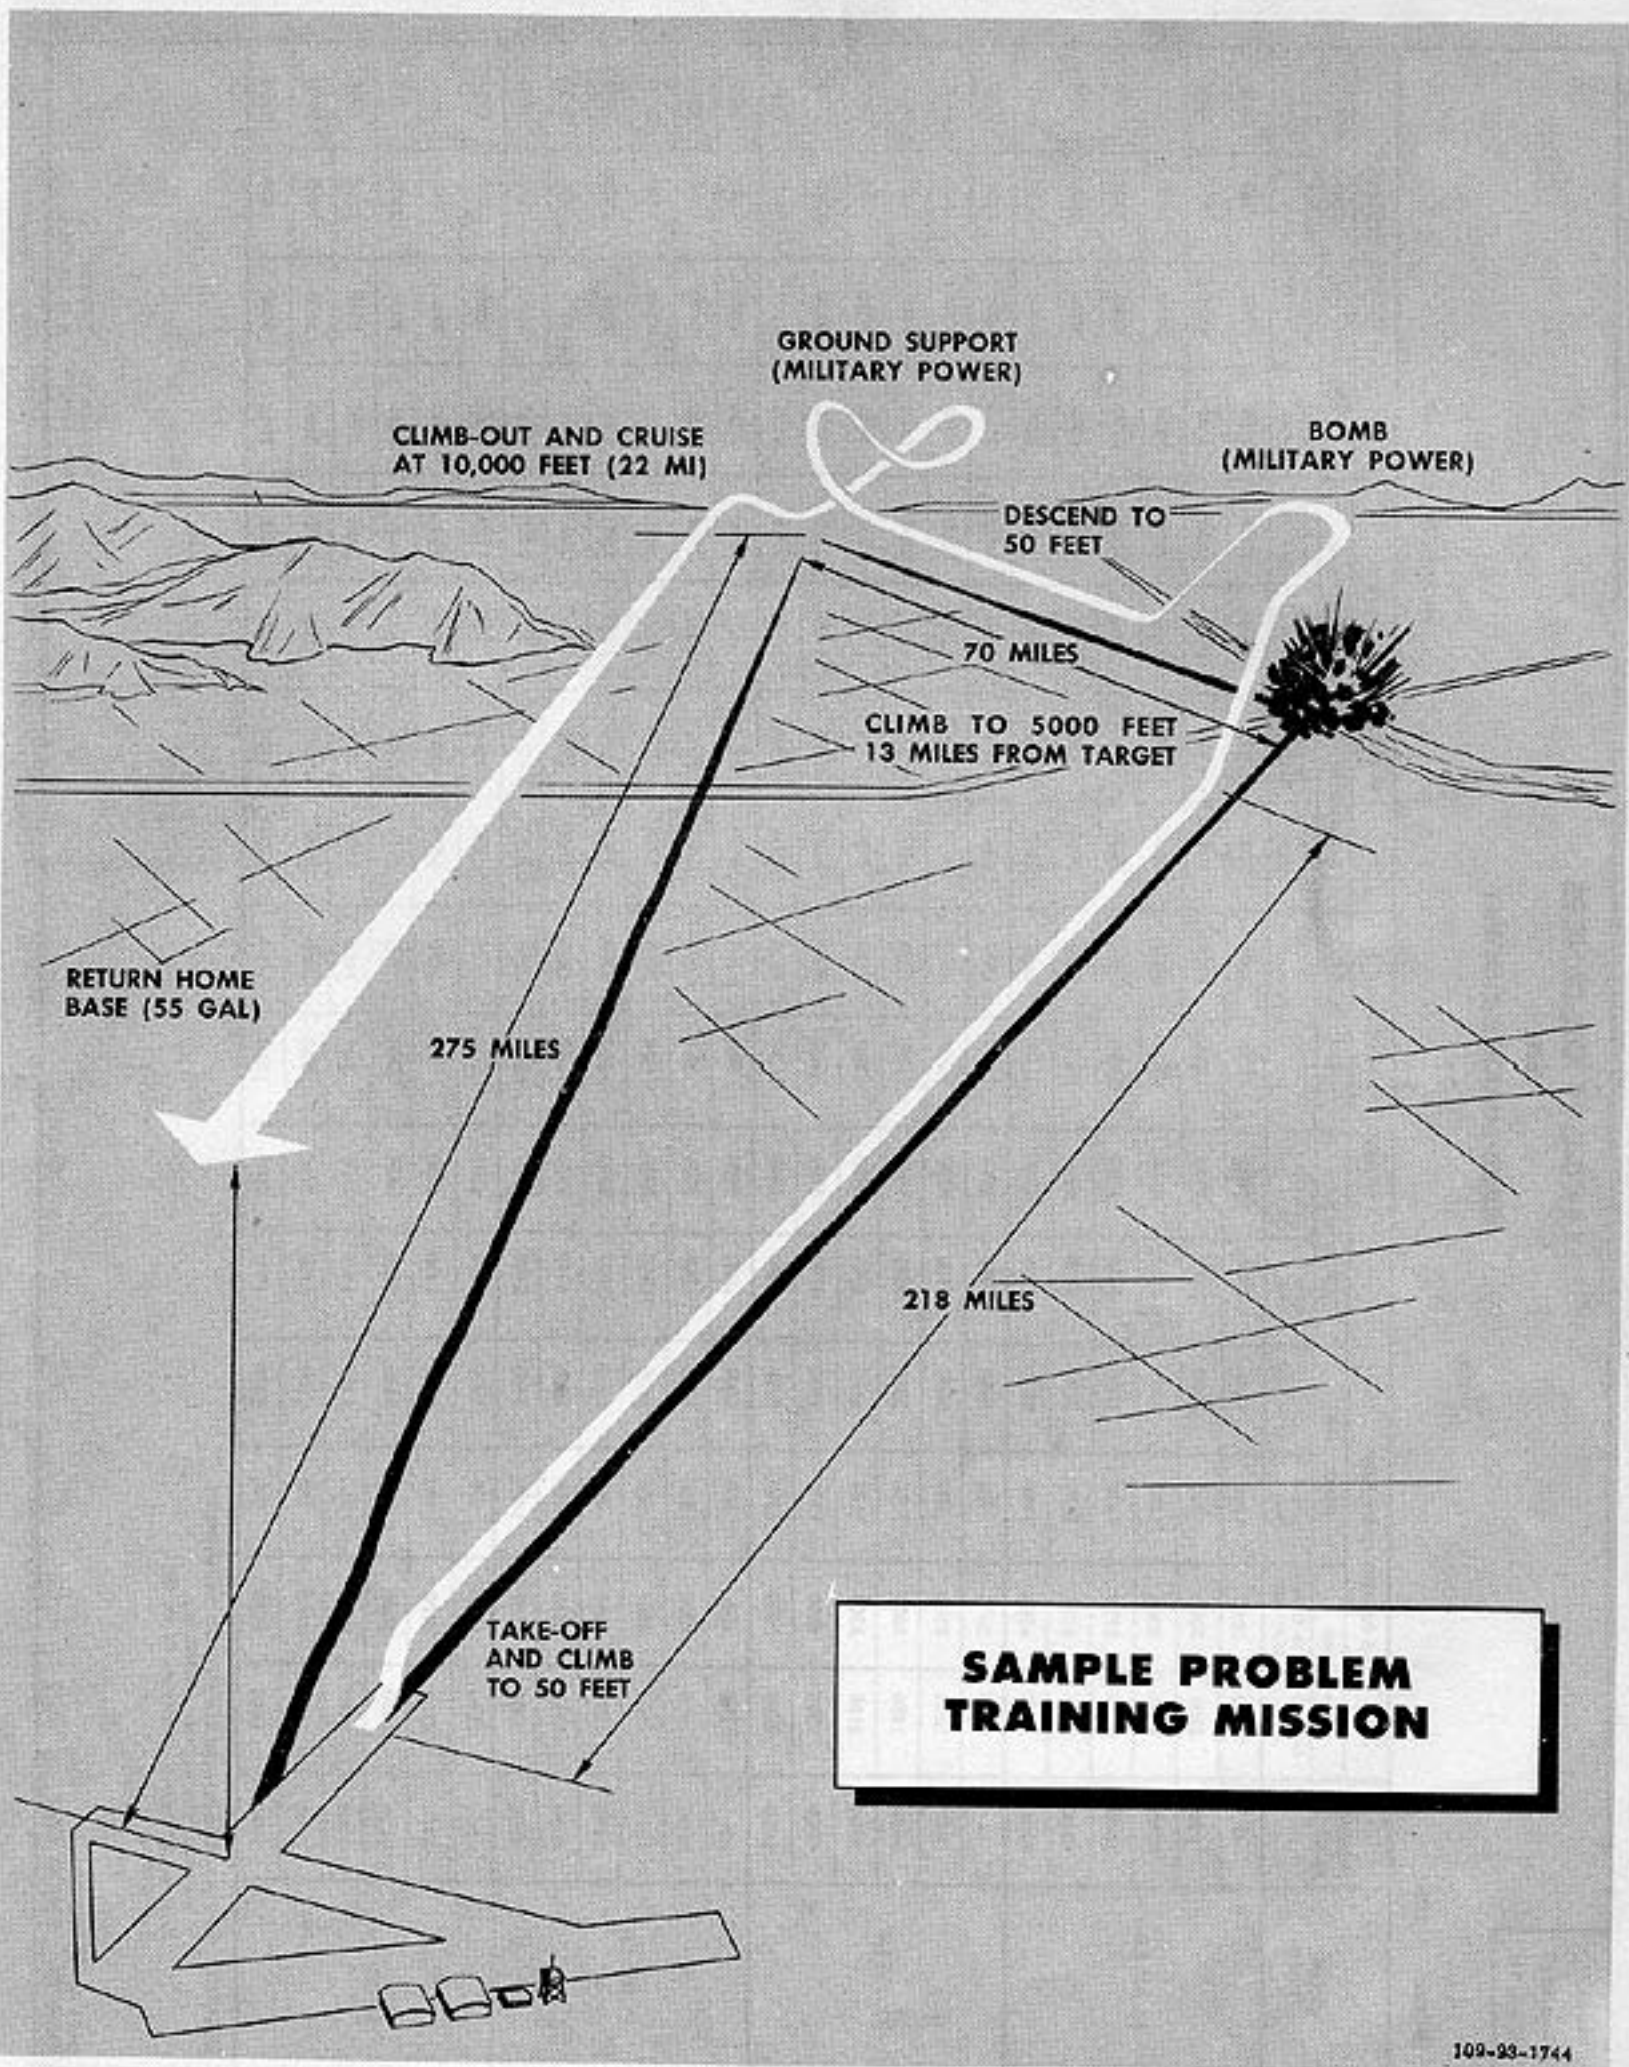 GROUND SUPPORT
(MILITARY POWER)
CLIMB-OUT AND CRUISE
AT 10,000 FEET (22 MI)
BOMB
(MILITARY POWER)
DESCEND TO
50 FEET
70 MILES
CLIMB TO 5000 FEET
13 MILES FROM TARGET
RETURN HOME
BASE (55 GAL)
275 MILES
218 MILES
TAKE-OFF
AND CLIMB
TO 50 FEET
SAMPLE PROBLEM
TRAINING MISSION
109-93-1744